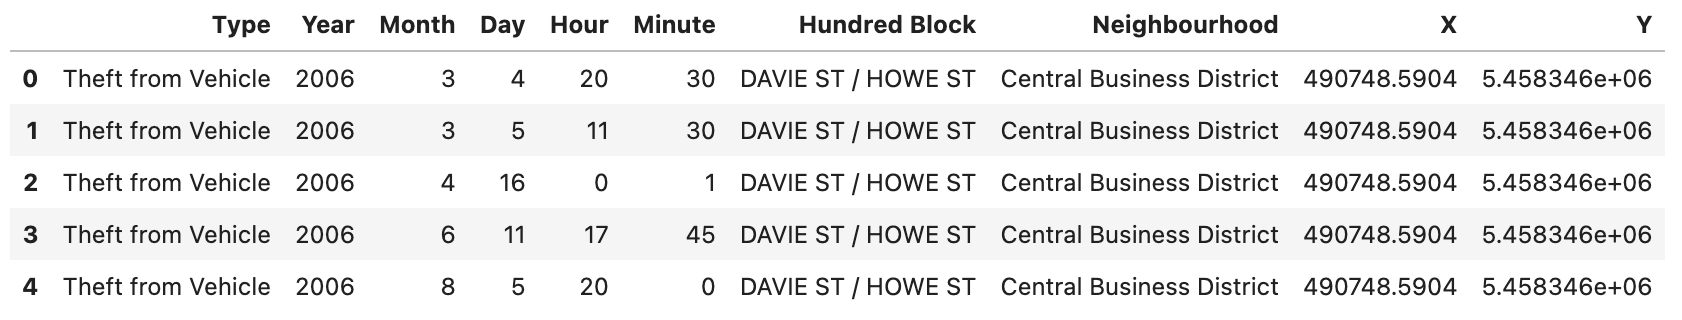 Type Year Month Day Hour Minute Hundred Block Neighbourhood X Y
0 Theft from Vehicle 2006 3 4 20 30 DAVIE ST / HOWE ST Central Business District 490748.5904 5.458346e+06
1 Theft from Vehicle 2006 3 5 11 30 DAVIE ST / HOWE ST Central Business District 490748.5904 5.458346e+06
2 Theft from Vehicle 2006 4 16 0 1 DAVIE ST / HOWE ST Central Business District 490748.5904 5.458346e+06
3 Theft from Vehicle 2006 6 11 17 45 DAVIE ST / HOWE ST Central Business District 490748.5904 5.458346e+06
4 Theft from Vehicle 2006 8 5 20 0 DAVIE ST / HOWE ST Central Business District 490748.5904 5.458346e+06